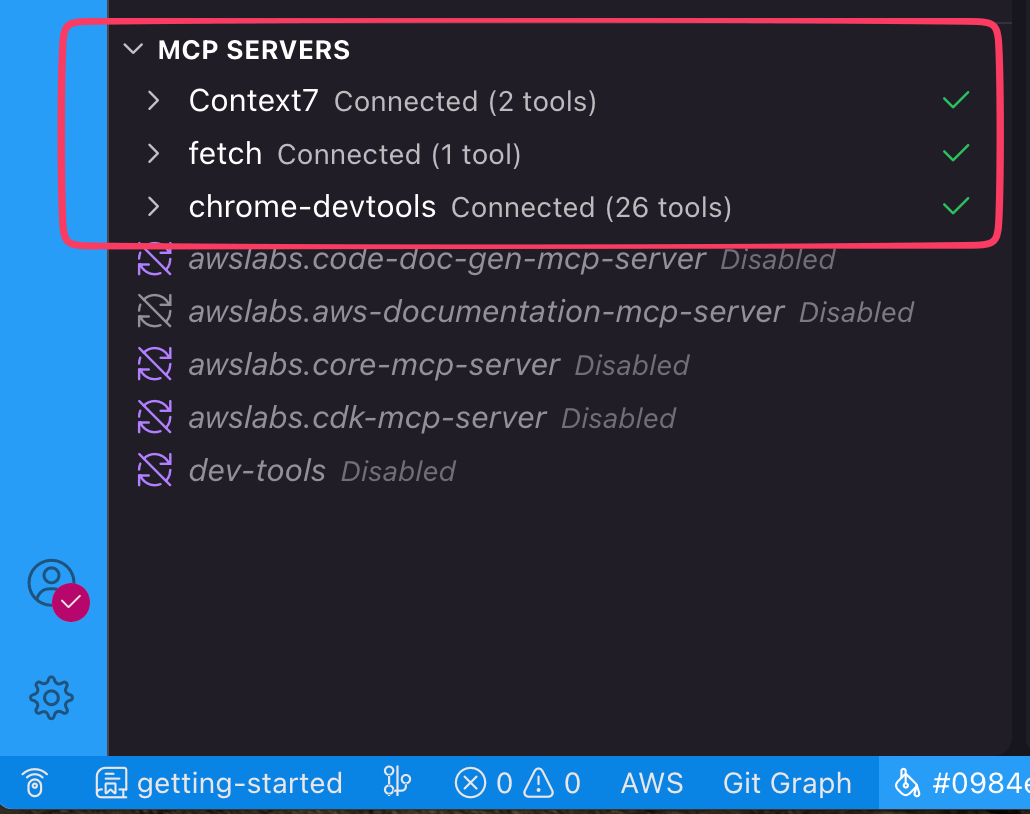 MCP SERVERS
Context7 Connected (2 tools)
fetch Connected (1 tool)
chrome-devtools Connected (26 tools)
awslabs.code-doc-gen-mcp-server Disabled
awslabs.aws-documentation-mcp-server Disabled
awslabs.core-mcp-server Disabled
awslabs.cdk-mcp-server Disabled
dev-tools Disabled
getting-started 0 0 AWS Git Graph #0984e